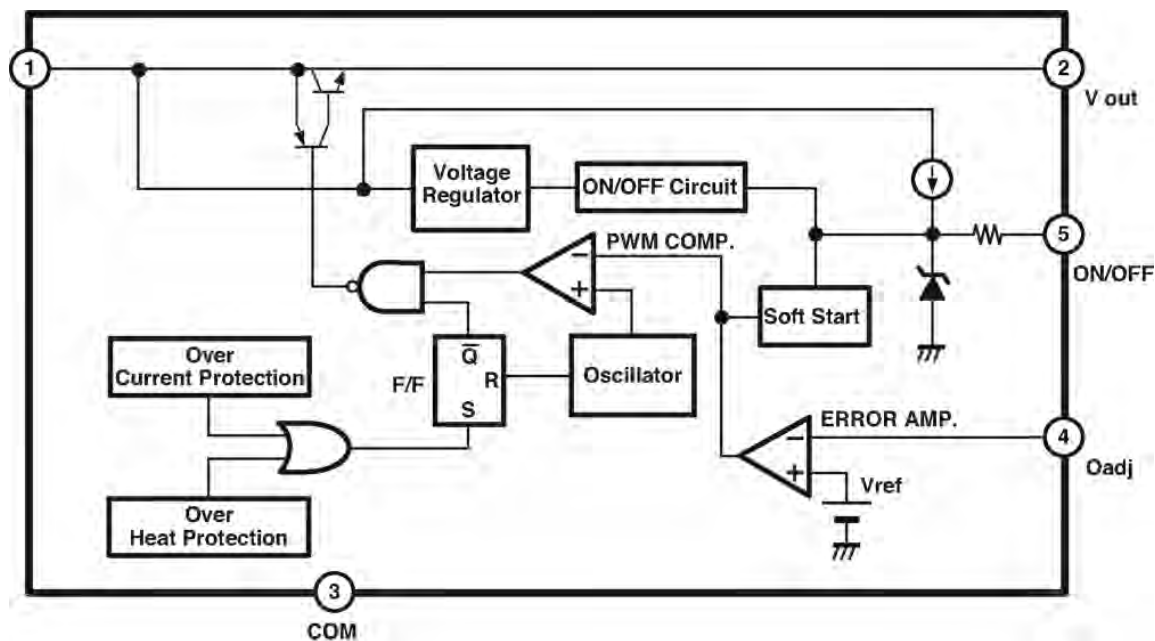 1
2
V out
Voltage
Regulator
ON/OFF Circuit
5
ON/OFF
PWM COMP.
−
+
Soft Start
Over
Current Protection
F/F
Q̅
R
S
Oscillator
ERROR AMP.
−
+
Vref
4
Oadj
Over
Heat Protection
3
COM